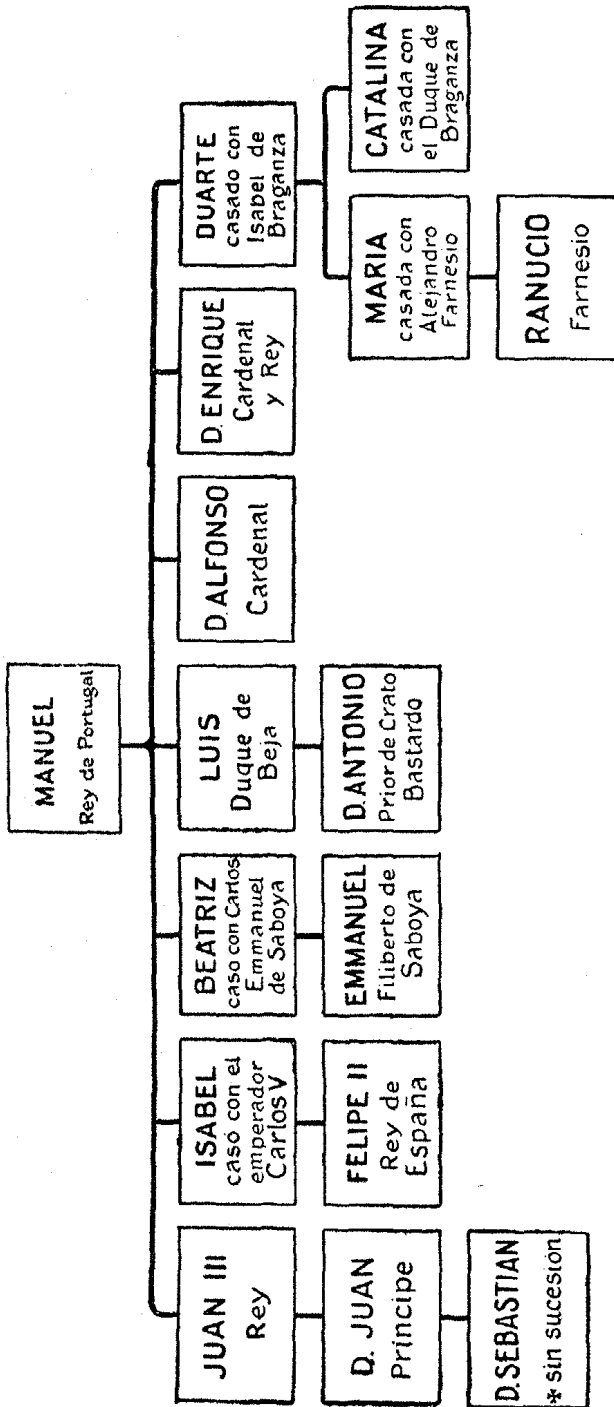 MANUEL
Rey de Portugal
JUAN III
Rey
ISABEL
casó con el
emperador
Carlos V
BEATRIZ
caso con Carlos
Emmanuel
de Saboya
LUIS
Duque de
Beja
D. ALFONSO
Cardenal
D. ENRIQUE
Cardenal
y Rey
DUARTE
casado con
Isabel de
Braganza
D. JUAN
Principe
FELIPE II
Rey de
España
EMMANUEL
Filiberto de
Saboya
D. ANTONIO
Prior de Crato
Bastardo
MARIA
casada con
Alejandro
Farnesio
CATALINA
casada con
el Duque de
Braganza
D. SEBASTIAN
* sin sucesión
RANUCIO
Farnesio